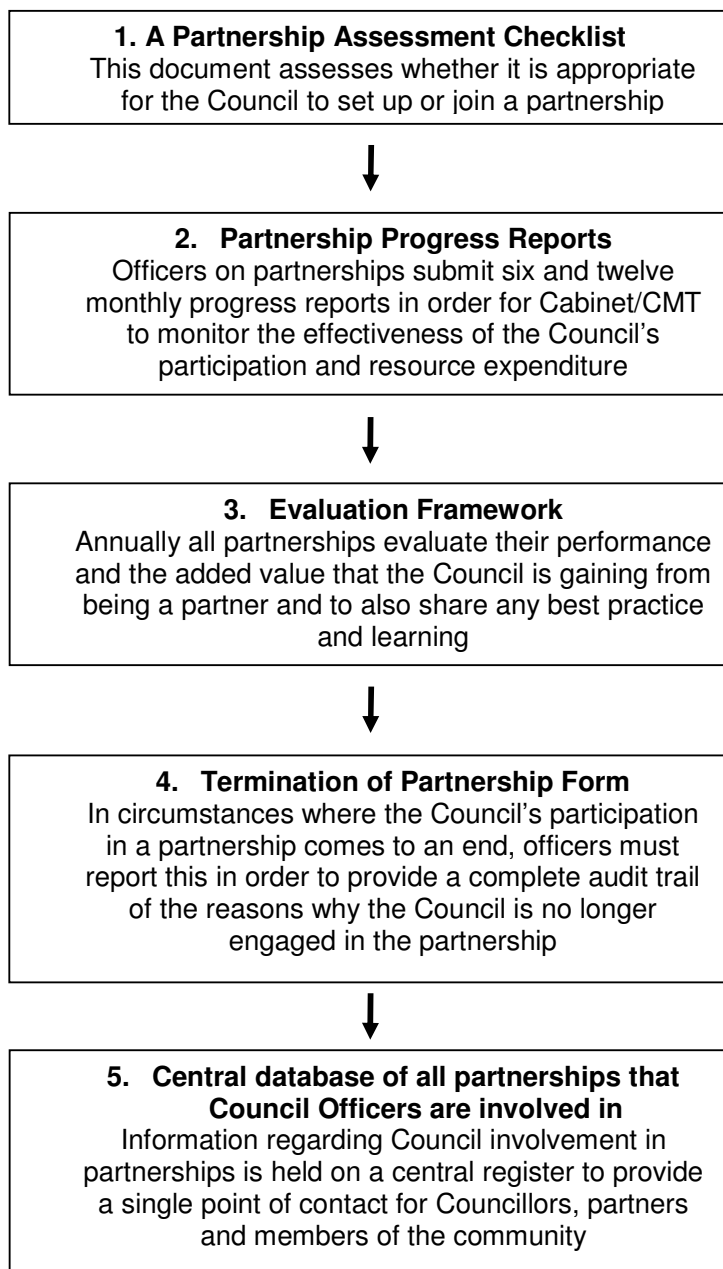 1. A Partnership Assessment Checklist
This document assesses whether it is appropriate
for the Council to set up or join a partnership
2. Partnership Progress Reports
Officers on partnerships submit six and twelve
monthly progress reports in order for Cabinet/CMT
to monitor the effectiveness of the Council’s
participation and resource expenditure
3. Evaluation Framework
Annually all partnerships evaluate their performance
and the added value that the Council is gaining from
being a partner and to also share any best practice
and learning
4. Termination of Partnership Form
In circumstances where the Council’s participation
in a partnership comes to an end, officers must
report this in order to provide a complete audit trail
of the reasons why the Council is no longer
engaged in the partnership
5. Central database of all partnerships that
Council Officers are involved in
Information regarding Council involvement in
partnerships is held on a central register to provide
a single point of contact for Councillors, partners
and members of the community